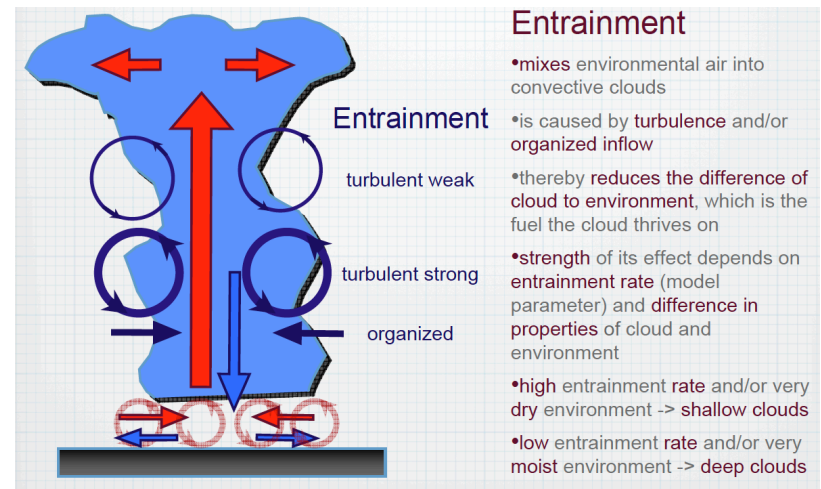 Entrainment
turbulent weak
turbulent strong
organized
Entrainment
•mixes environmental air into
convective clouds
•is caused by turbulence and/or
organized inflow
•thereby reduces the difference of
cloud to environment, which is the
fuel the cloud thrives on
•strength of its effect depends on
entrainment rate (model
parameter) and difference in
properties of cloud and
environment
•high entrainment rate and/or very
dry environment -> shallow clouds
•low entrainment rate and/or very
moist environment -> deep clouds